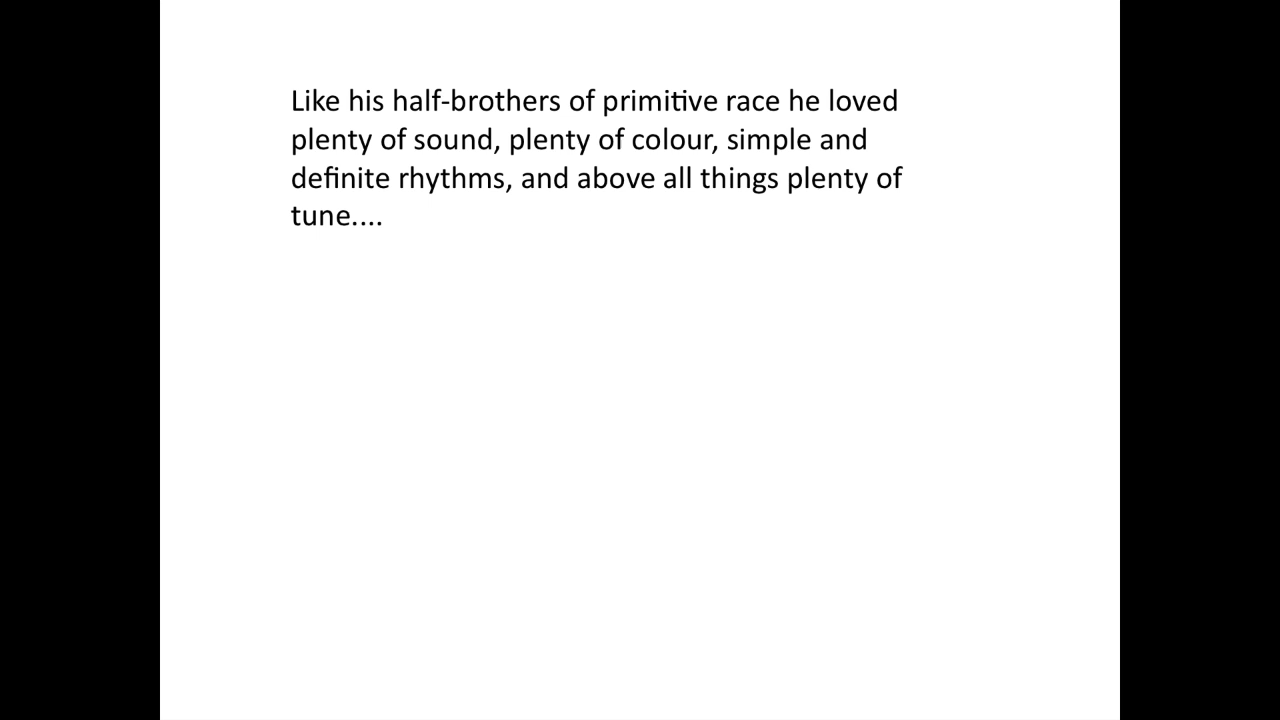 Like his half-brothers of primitive race he loved
plenty of sound, plenty of colour, simple and
definite rhythms, and above all things plenty of
tune....